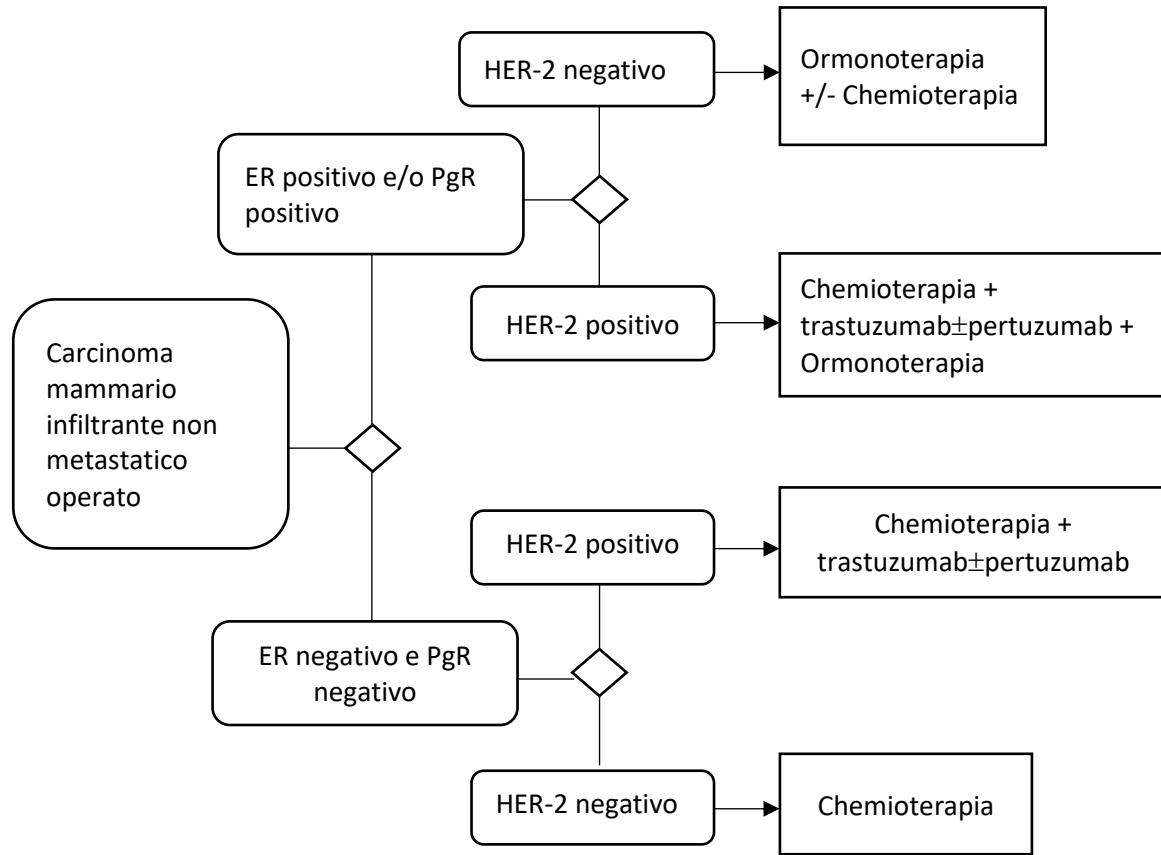 HER-2 negativo
Ormonoterapia
+/- Chemioterapia
ER positivo e/o PgR
positivo
HER-2 positivo
Chemioterapia +
trastuzumab±pertuzumab +
Ormonoterapia
Carcinoma
mammario
infiltrante non
metastatico
operato
HER-2 positivo
Chemioterapia +
trastuzumab±pertuzumab
ER negativo e PgR
negativo
HER-2 negativo
Chemioterapia